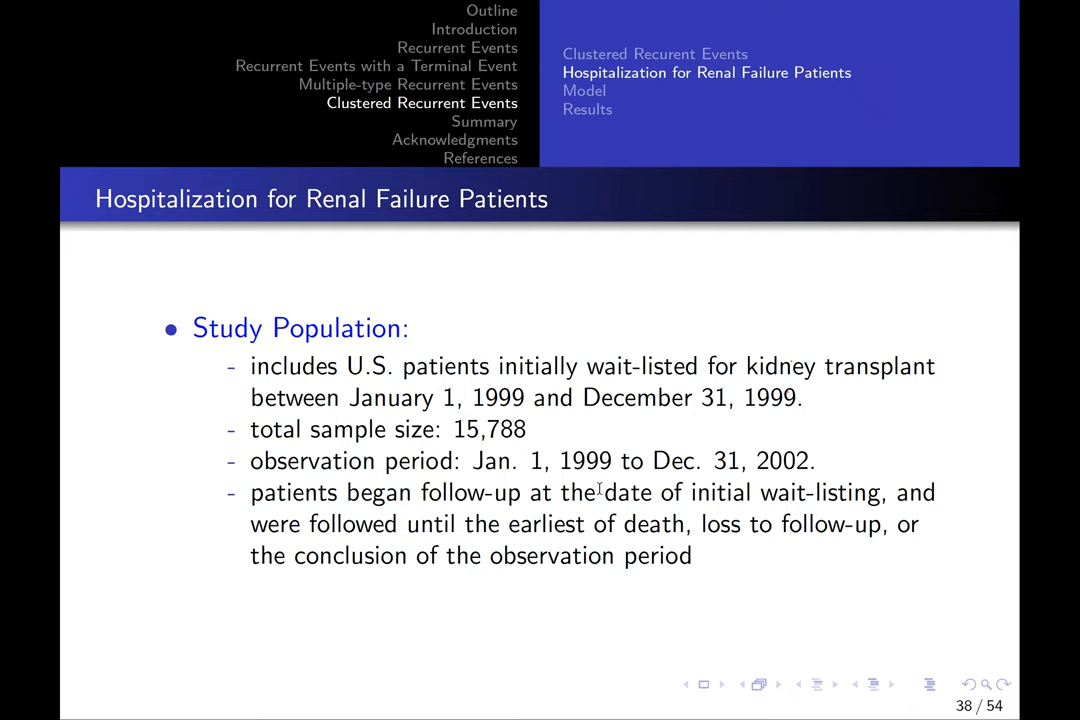 Outline
Introduction
Recurrent Events
Recurrent Events with a Terminal Event
Multiple-type Recurrent Events
Clustered Recurrent Events
Summary
Acknowledgments
References
Clustered Recurent Events
Hospitalization for Renal Failure Patients
Model
Results
Hospitalization for Renal Failure Patients
• Study Population:
- includes U.S. patients initially wait-listed for kidney transplant
between January 1, 1999 and December 31, 1999.
- total sample size: 15,788
- observation period: Jan. 1, 1999 to Dec. 31, 2002.
- patients began follow-up at the date of initial wait-listing, and
were followed until the earliest of death, loss to follow-up, or
the conclusion of the observation period
38 / 54